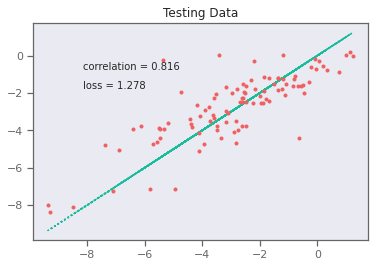 Testing Data
correlation = 0.816
loss = 1.278
0
−2
−4
−6
−8
−8 −6 −4 −2 0